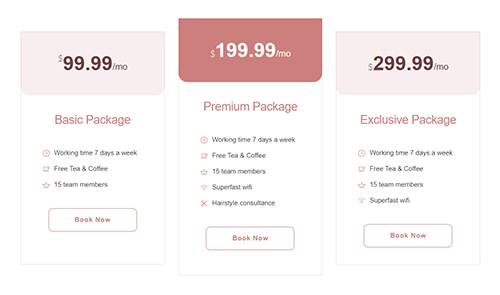 $99.99/mo
Basic Package
Working time 7 days a week
Free Tea & Coffee
15 team members
Book Now
$199.99/mo
Premium Package
Working time 7 days a week
Free Tea & Coffee
15 team members
Superfast wifi
Hairstyle consultance
Book Now
$299.99/mo
Exclusive Package
Working time 7 days a week
Free Tea & Coffee
15 team members
Superfast wifi
Book Now